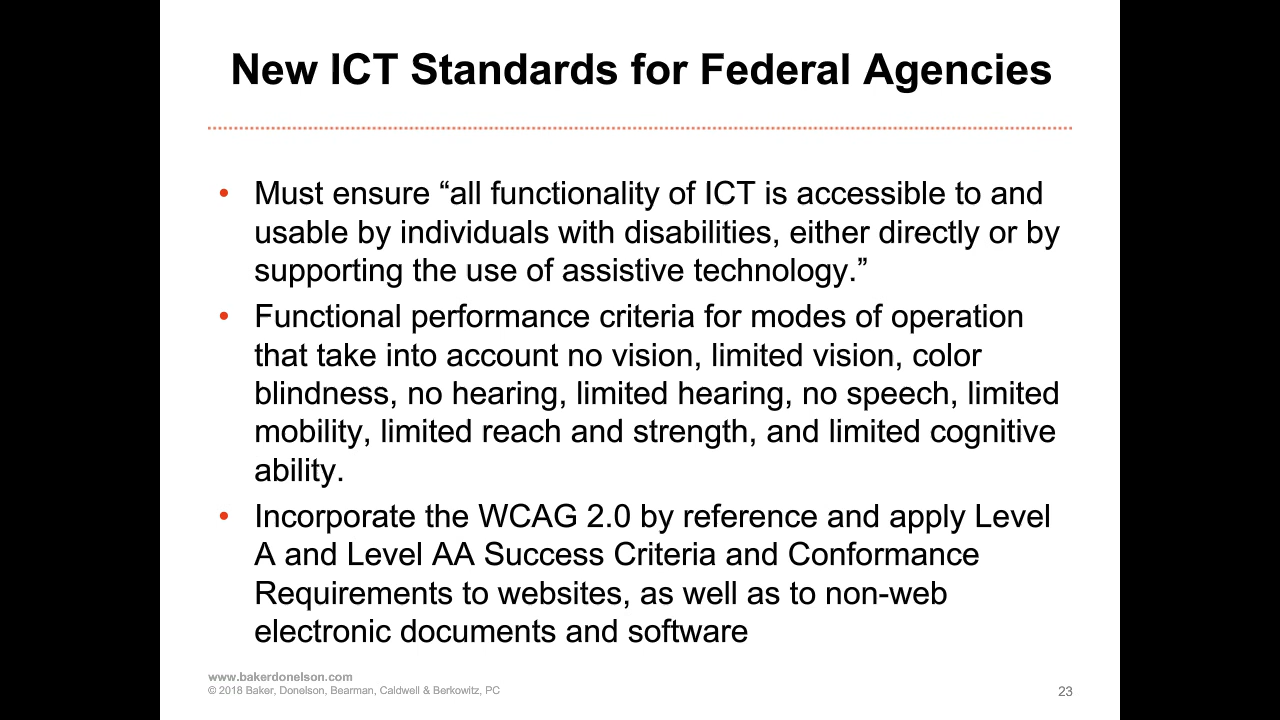 New ICT Standards for Federal Agencies
• Must ensure “all functionality of ICT is accessible to and
usable by individuals with disabilities, either directly or by
supporting the use of assistive technology.”
• Functional performance criteria for modes of operation
that take into account no vision, limited vision, color
blindness, no hearing, limited hearing, no speech, limited
mobility, limited reach and strength, and limited cognitive
ability.
• Incorporate the WCAG 2.0 by reference and apply Level
A and Level AA Success Criteria and Conformance
Requirements to websites, as well as to non-web
electronic documents and software
www.bakerdonelson.com
© 2018 Baker, Donelson, Bearman, Caldwell & Berkowitz, PC
23